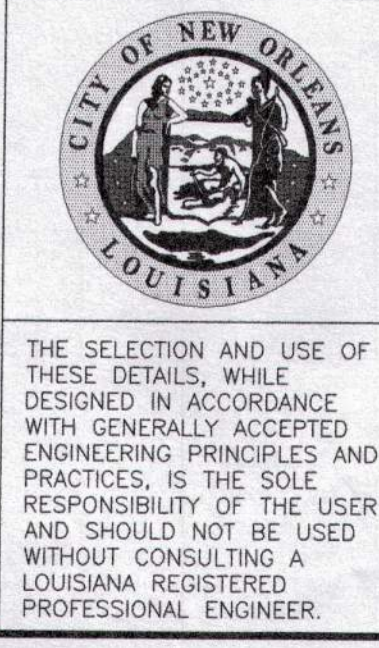 CITY OF NEW ORLEANS
LOUISIANA
THE SELECTION AND USE OF
THESE DETAILS, WHILE
DESIGNED IN ACCORDANCE
WITH GENERALLY ACCEPTED
ENGINEERING PRINCIPLES AND
PRACTICES, IS THE SOLE
RESPONSIBILITY OF THE USER
AND SHOULD NOT BE USED
WITHOUT CONSULTING A
LOUISIANA REGISTERED
PROFESSIONAL ENGINEER.